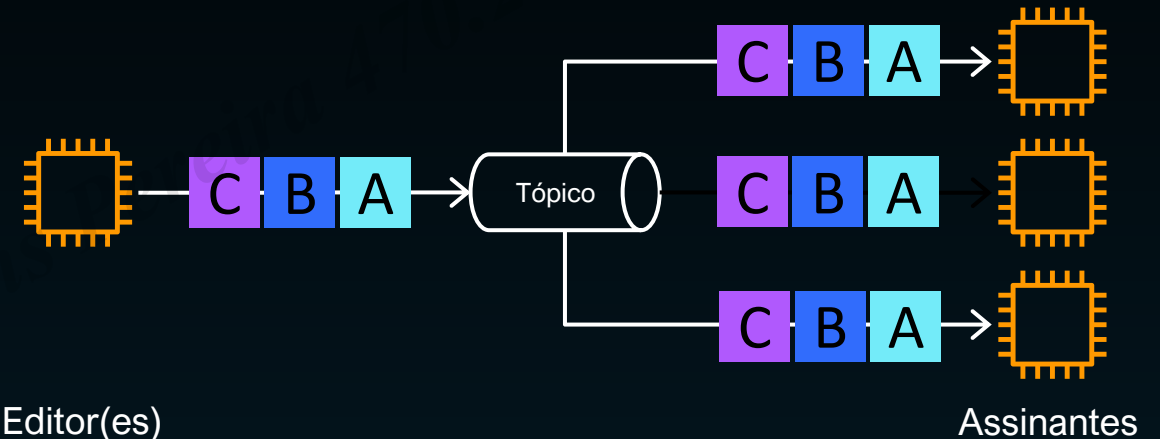 C B A
C B A
Tópico
C B A
C B A
Editor(es)
Assinantes